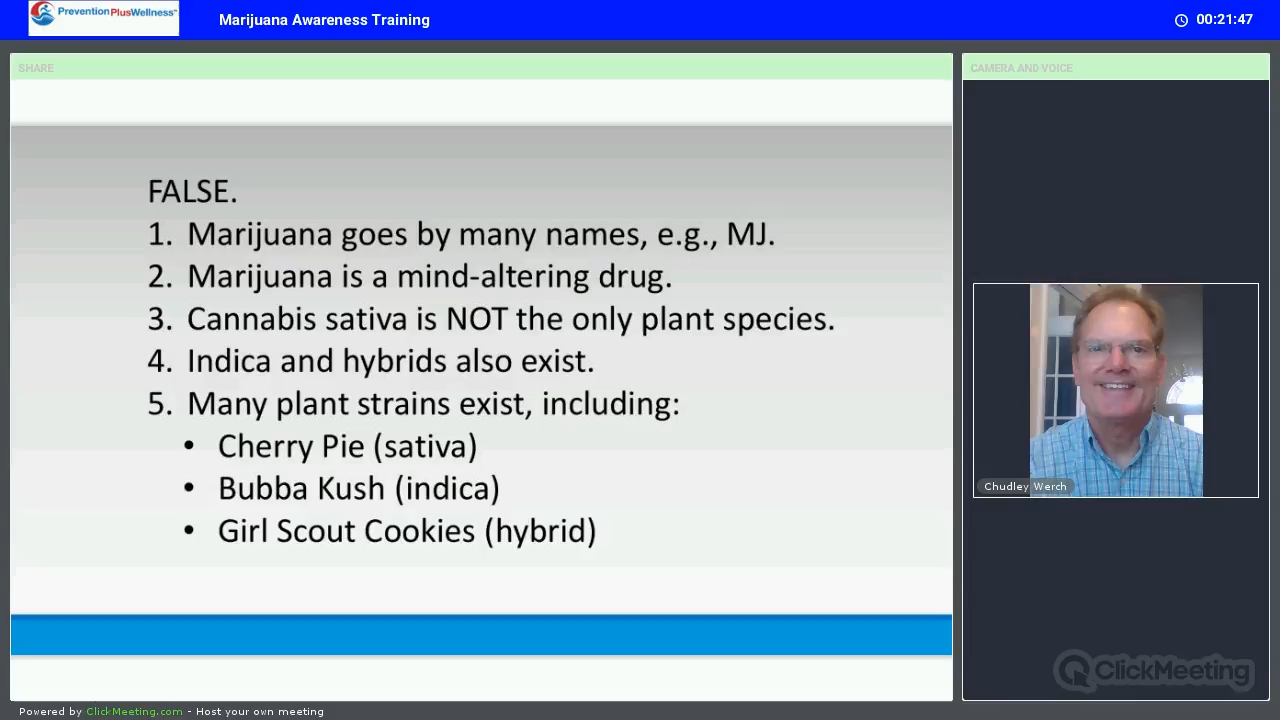 PreventionPlusWellness™
Marijuana Awareness Training
00:21:47
SHARE
CAMERA AND VOICE
FALSE.
1. Marijuana goes by many names, e.g., MJ.
2. Marijuana is a mind-altering drug.
3. Cannabis sativa is NOT the only plant species.
4. Indica and hybrids also exist.
5. Many plant strains exist, including:
• Cherry Pie (sativa)
• Bubba Kush (indica)
• Girl Scout Cookies (hybrid)
Chudley Werch
ClickMeeting
Powered by ClickMeeting.com - Host your own meeting